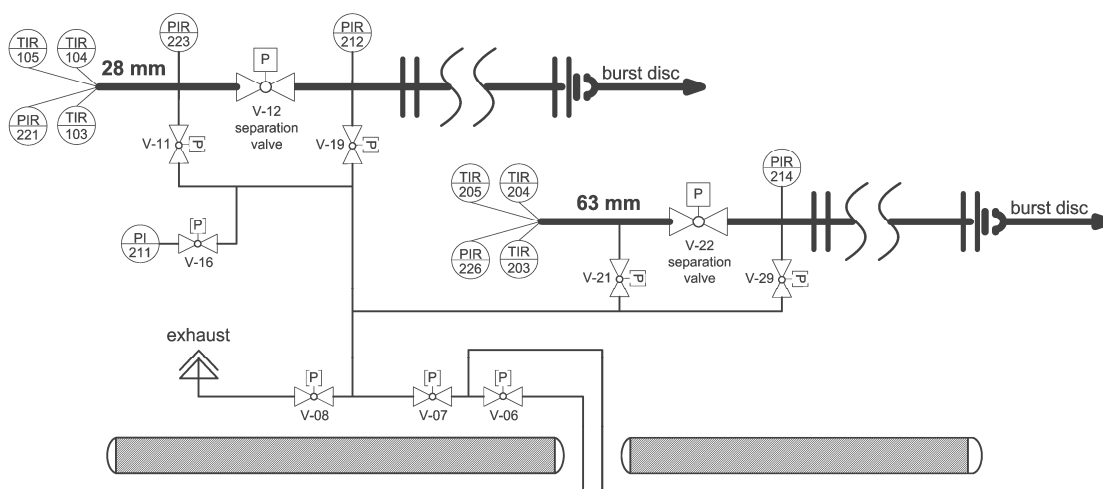 PIR
223
PIR
212
TIR
105
TIR
104
28 mm
P
burst disc
PIR
221
TIR
103
V-12
separation
valve
V-11
[P]
V-19
[P]
PIR
214
TIR
205
TIR
204
63 mm
P
burst disc
PI
211
[P]
V-16
PIR
226
TIR
203
V-22
separation
valve
V-21
[P]
V-29
[P]
exhaust
[P]
V-08
[P]
V-07
[P]
V-06